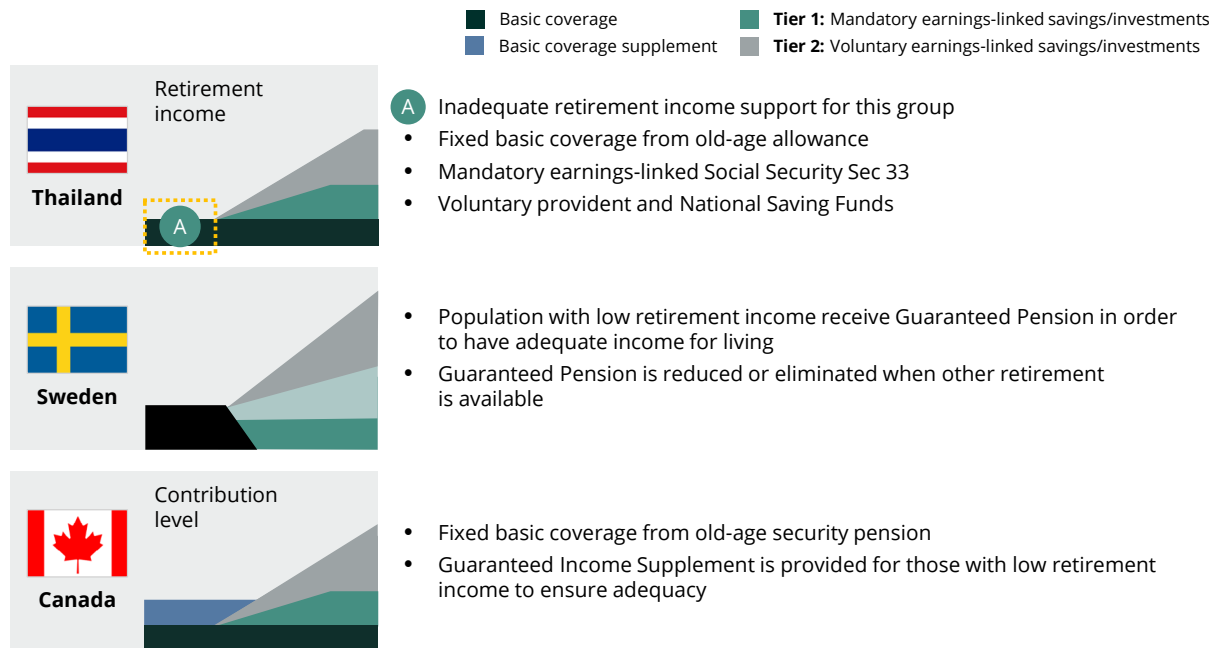 Basic coverage
Tier 1: Mandatory earnings-linked savings/investments
Basic coverage supplement
Tier 2: Voluntary earnings-linked savings/investments
Retirement
income
Thailand
A
A Inadequate retirement income support for this group
• Fixed basic coverage from old-age allowance
• Mandatory earnings-linked Social Security Sec 33
• Voluntary provident and National Saving Funds
Sweden
• Population with low retirement income receive Guaranteed Pension in order
to have adequate income for living
• Guaranteed Pension is reduced or eliminated when other retirement
is available
Contribution
level
Canada
• Fixed basic coverage from old-age security pension
• Guaranteed Income Supplement is provided for those with low retirement
income to ensure adequacy